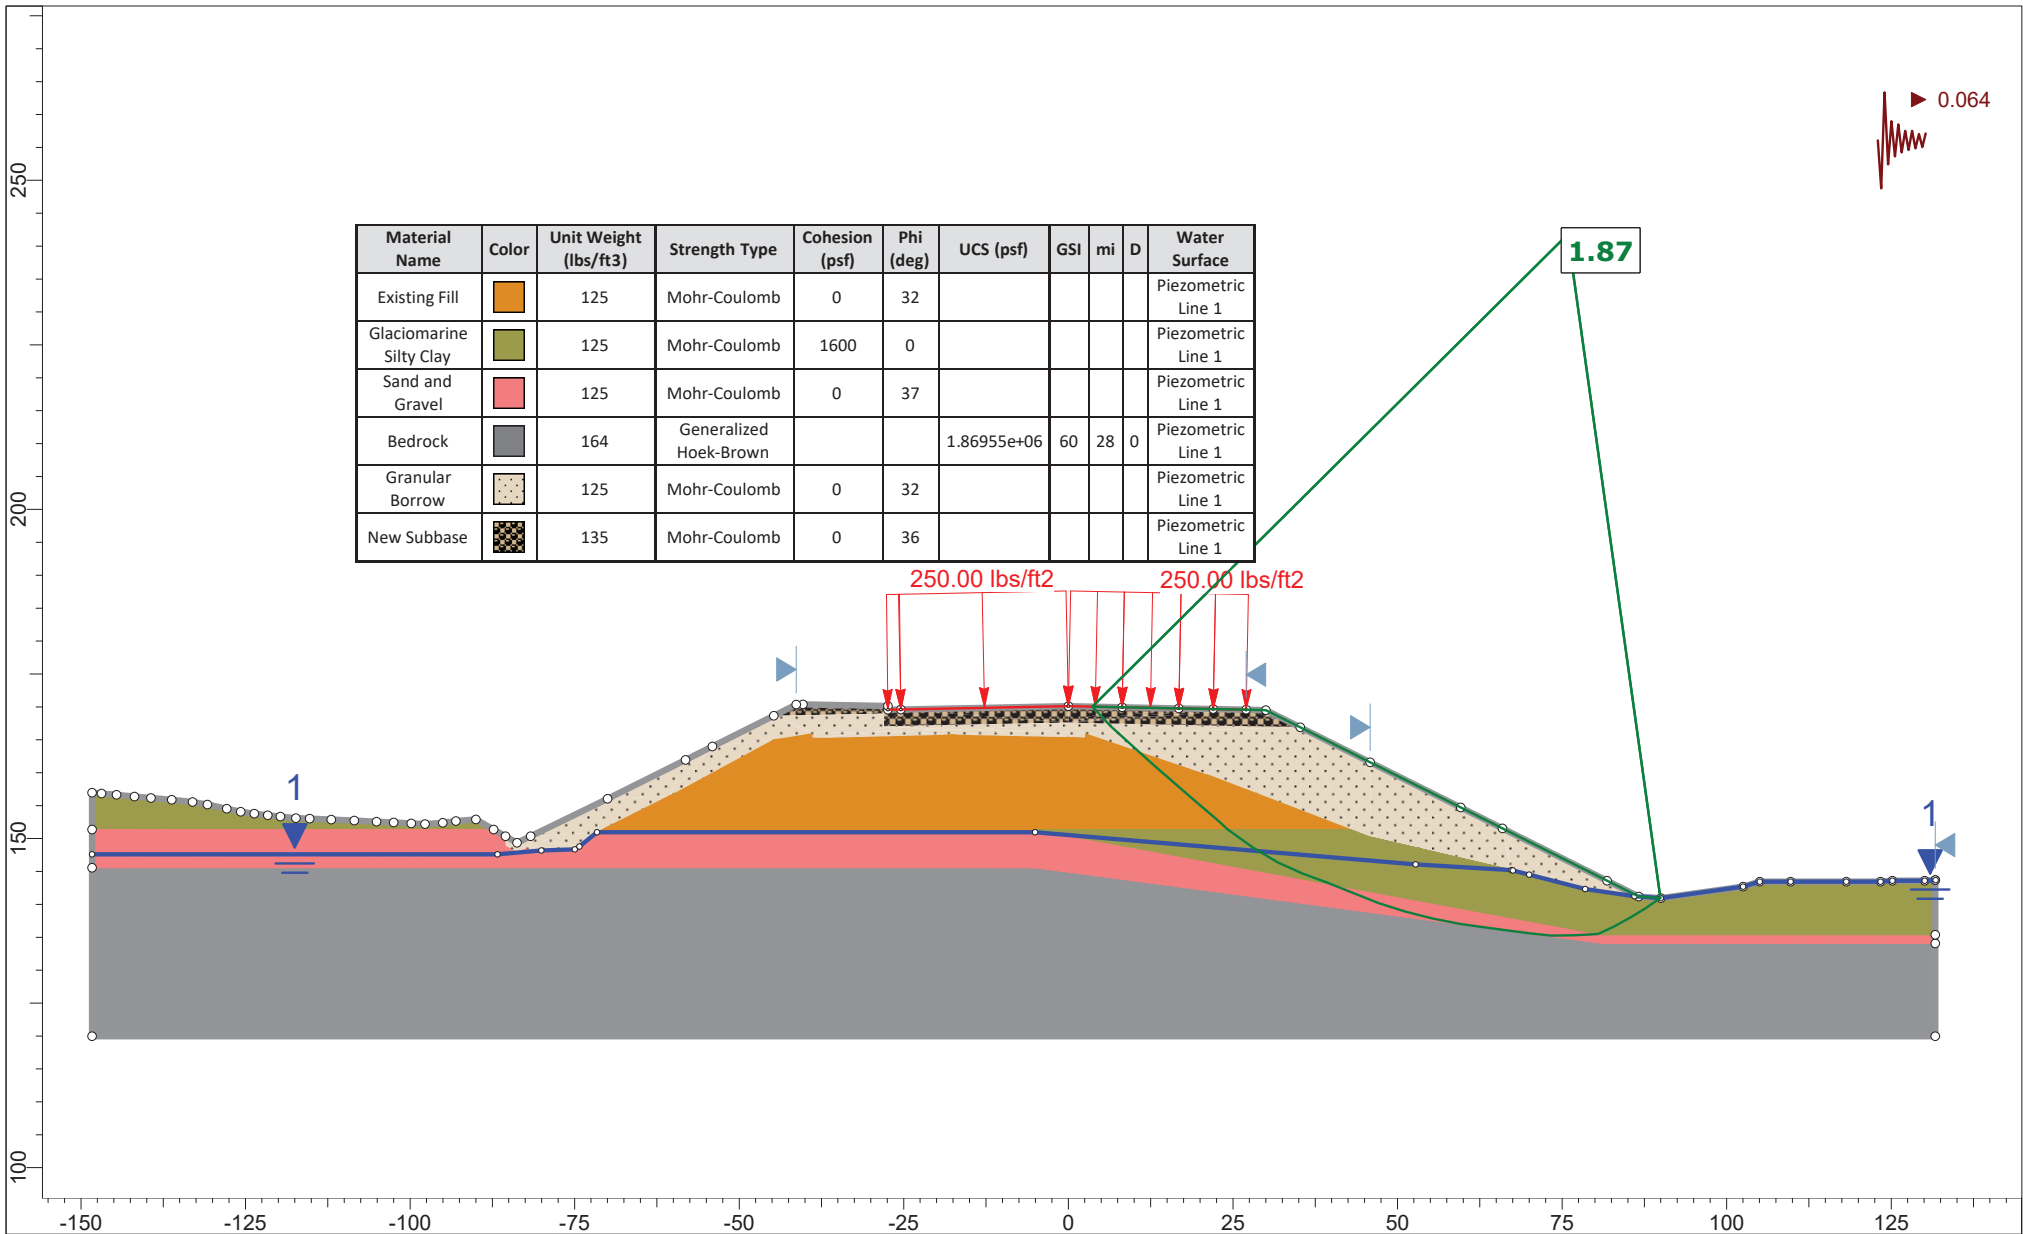 0.064
250
200
150
100
Material Name Color Unit Weight (lbs/ft3) Strength Type Cohesion (psf) Phi (deg) UCS (psf) GSI mi D Water Surface
Existing Fill 125 Mohr-Coulomb 0 32 Piezometric Line 1
Glaciomarine Silty Clay 125 Mohr-Coulomb 1600 0 Piezometric Line 1
Sand and Gravel 125 Mohr-Coulomb 0 37 Piezometric Line 1
Bedrock 164 Generalized Hoek-Brown 1.86955e+06 60 28 0 Piezometric Line 1
Granular Borrow 125 Mohr-Coulomb 0 32 Piezometric Line 1
New Subbase 135 Mohr-Coulomb 0 36 Piezometric Line 1
1.87
250.00 lbs/ft2 250.00 lbs/ft2
1
1
-150 -125 -100 -75 -50 -25 0 25 50 75 100 125